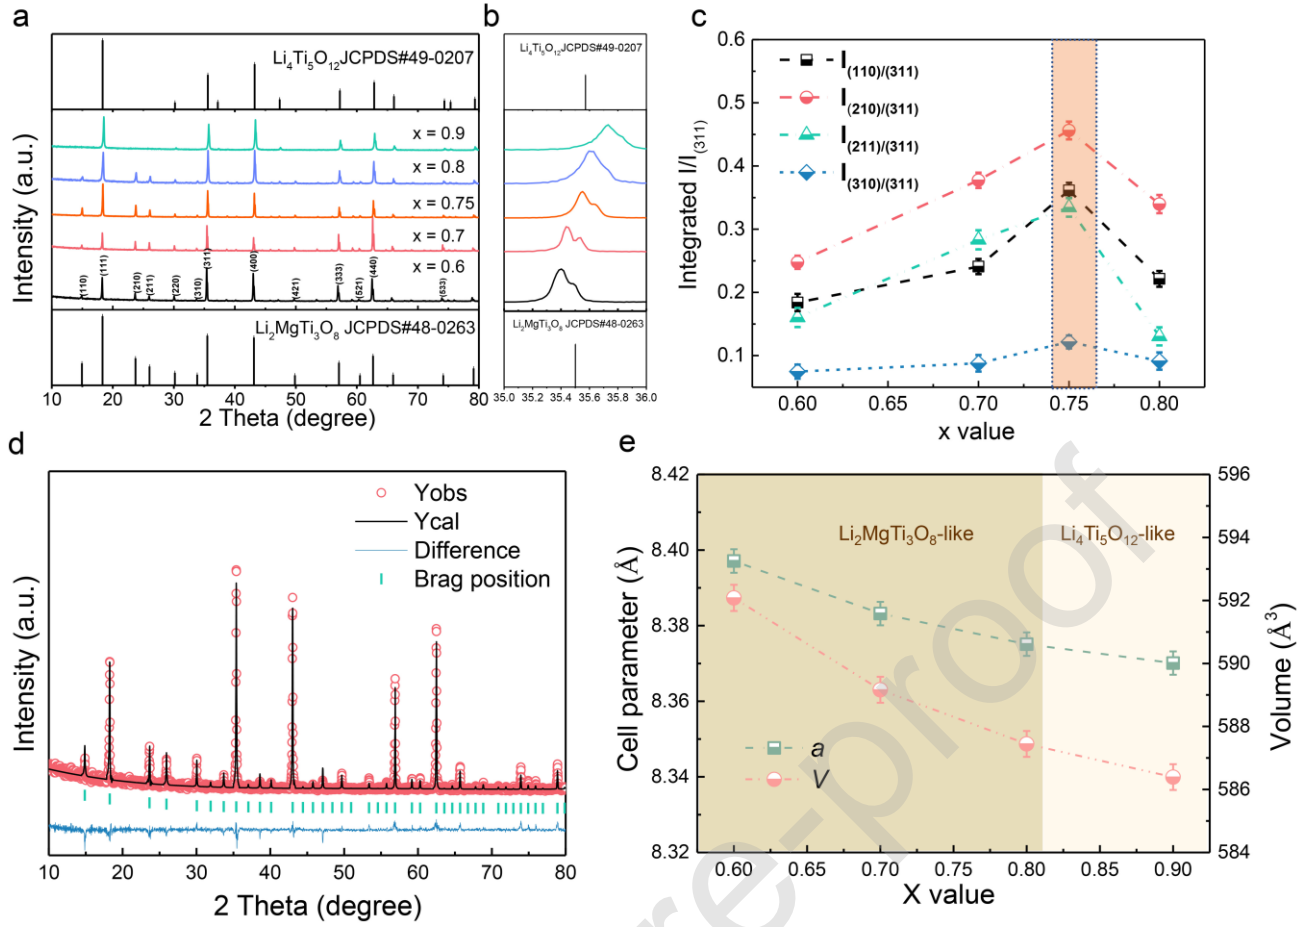 a
Li4Ti5O12JCPDS#49-0207
x = 0.9
x = 0.8
x = 0.75
x = 0.7
x = 0.6
(110)
(111)
(210)
(211)
(220)
(310)
(311)
(400)
(421)
(333)
(521)
(440)
(533)
Li2MgTi3O8 JCPDS#48-0263
Intensity (a.u.)
10 20 30 40 50 60 70 80
2 Theta (degree)
b
Li4Ti5O12JCPDS#49-0207
Li2MgTi3O8 JCPDS#48-0263
35.0 35.2 35.4 35.6 35.8 36.0
c
I(110)/(311)
I(210)/(311)
I(211)/(311)
I(310)/(311)
Integrated I/I(311)
0.6
0.5
0.4
0.3
0.2
0.1
0.60 0.65 0.70 0.75 0.80
x value
d
Yobs
Ycal
Difference
Brag position
Intensity (a.u.)
10 20 30 40 50 60 70 80
2 Theta (degree)
e
Li2MgTi3O8-like
Li4Ti5O12-like
a
V
Cell parameter (Å)
8.42
8.40
8.38
8.36
8.34
8.32
Volume (Å3)
596
594
592
590
588
586
584
0.60 0.65 0.70 0.75 0.80 0.85 0.90
X value
re-proof